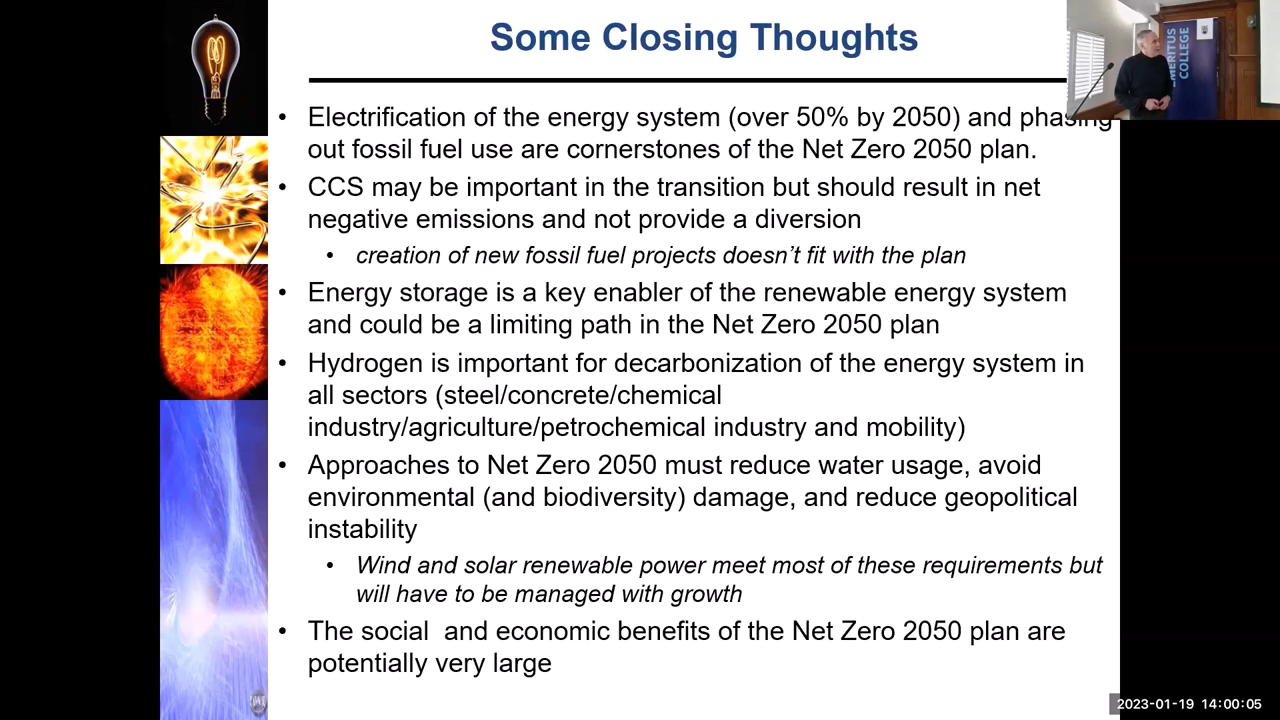 Some Closing Thoughts
• Electrification of the energy system (over 50% by 2050) and phasing
out fossil fuel use are cornerstones of the Net Zero 2050 plan.
• CCS may be important in the transition but should result in net
negative emissions and not provide a diversion
• creation of new fossil fuel projects doesn’t fit with the plan
• Energy storage is a key enabler of the renewable energy system
and could be a limiting path in the Net Zero 2050 plan
• Hydrogen is important for decarbonization of the energy system in
all sectors (steel/concrete/chemical
industry/agriculture/petrochemical industry and mobility)
• Approaches to Net Zero 2050 must reduce water usage, avoid
environmental (and biodiversity) damage, and reduce geopolitical
instability
• Wind and solar renewable power meet most of these requirements but
will have to be managed with growth
• The social  and economic benefits of the Net Zero 2050 plan are
potentially very large
COLLEGE
2023-01-19 14:00:05